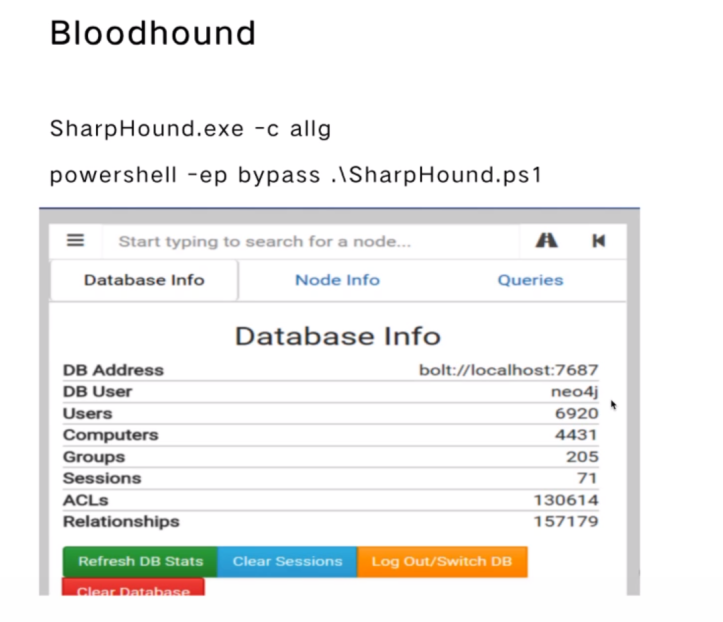 Bloodhound
SharpHound.exe -c allg
powershell -ep bypass .\SharpHound.ps1
Start typing to search for a node...
Database Info Node Info Queries
Database Info
DB Address bolt://localhost:7687
DB User neo4j
Users 6920
Computers 4431
Groups 205
Sessions 71
ACLs 130614
Relationships 157179
Refresh DB Stats Clear Sessions Log Out/Switch DB
Clear Database